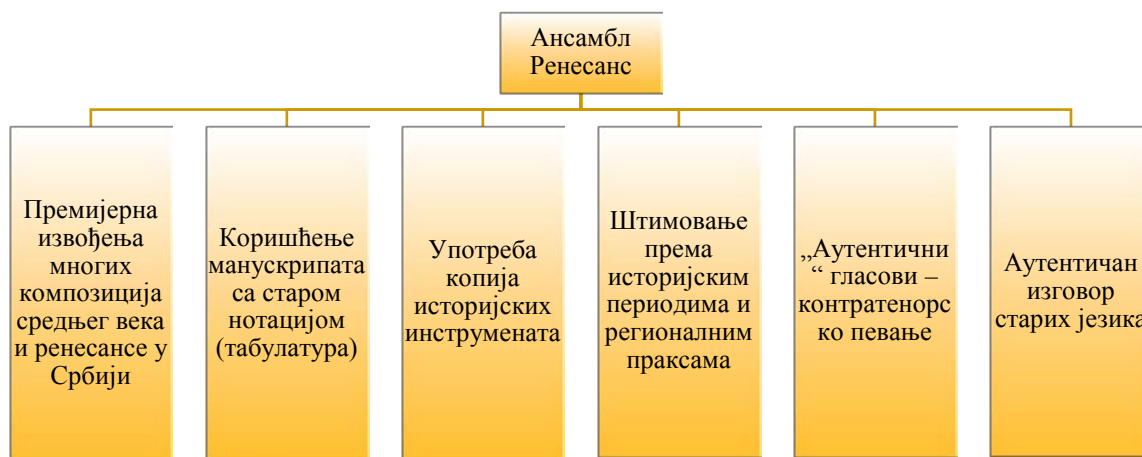 Ансамбл
Ренесанс
Премијерна
извођења
многих
композиција
средњег века
и ренесансе у
Србији
Коришћење
манускрипата
са старом
нотацијом
(табулатура)
Употреба
копија
историјских
инструмената
Штимовање
према
историјским
периодима и
регионалним
праксама
„Аутентични
“ гласови –
контратенорс
ко певање
Аутентичан
изговор
старих језика